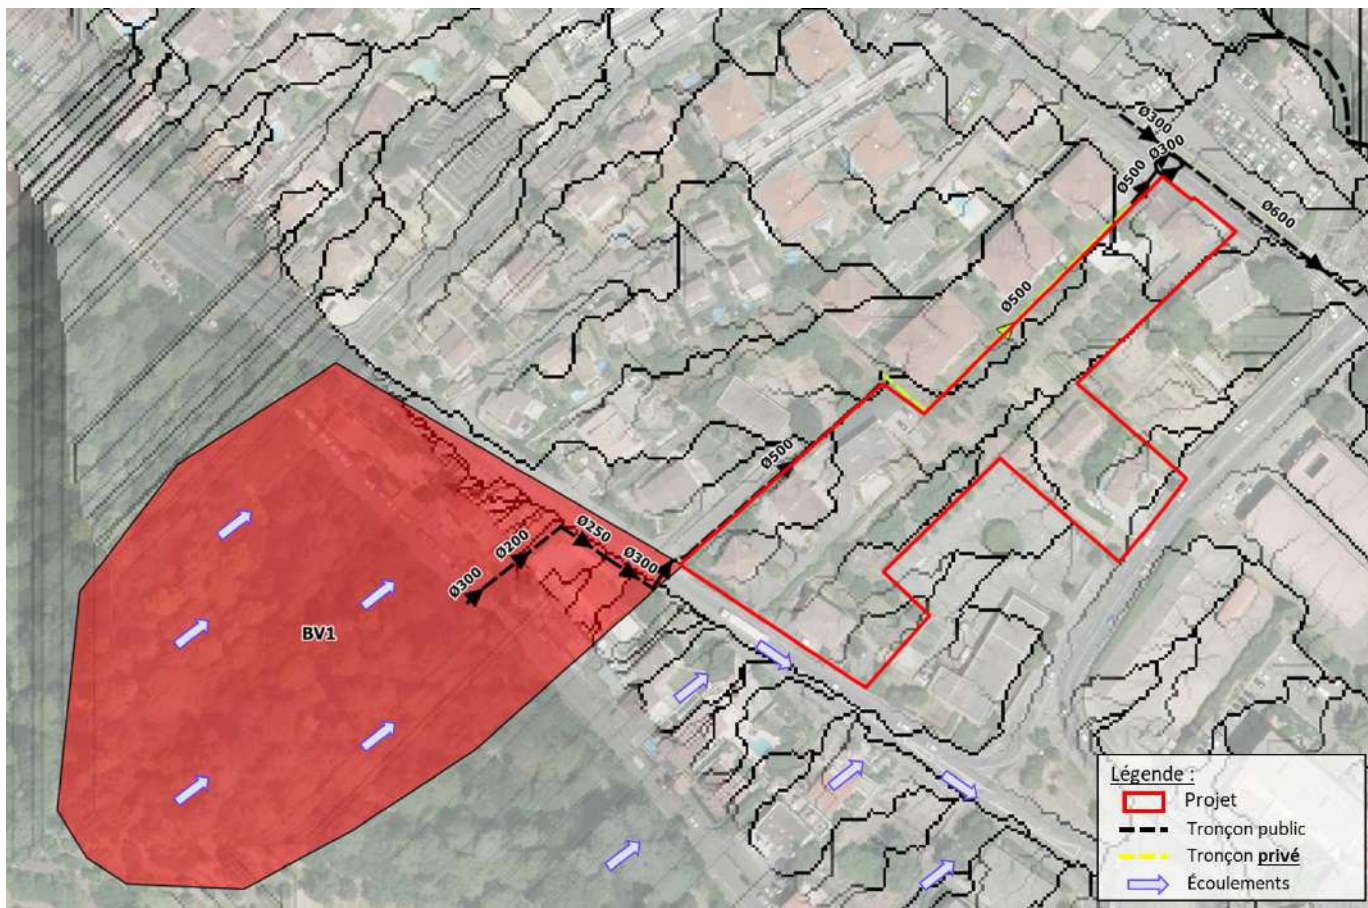 Ø300
Ø500 Ø300
Ø600
Ø500
Ø500
Ø250
Ø200
Ø300
Ø300
BV1
Légende :
Projet
Tronçon public
Tronçon privé
Écoulements